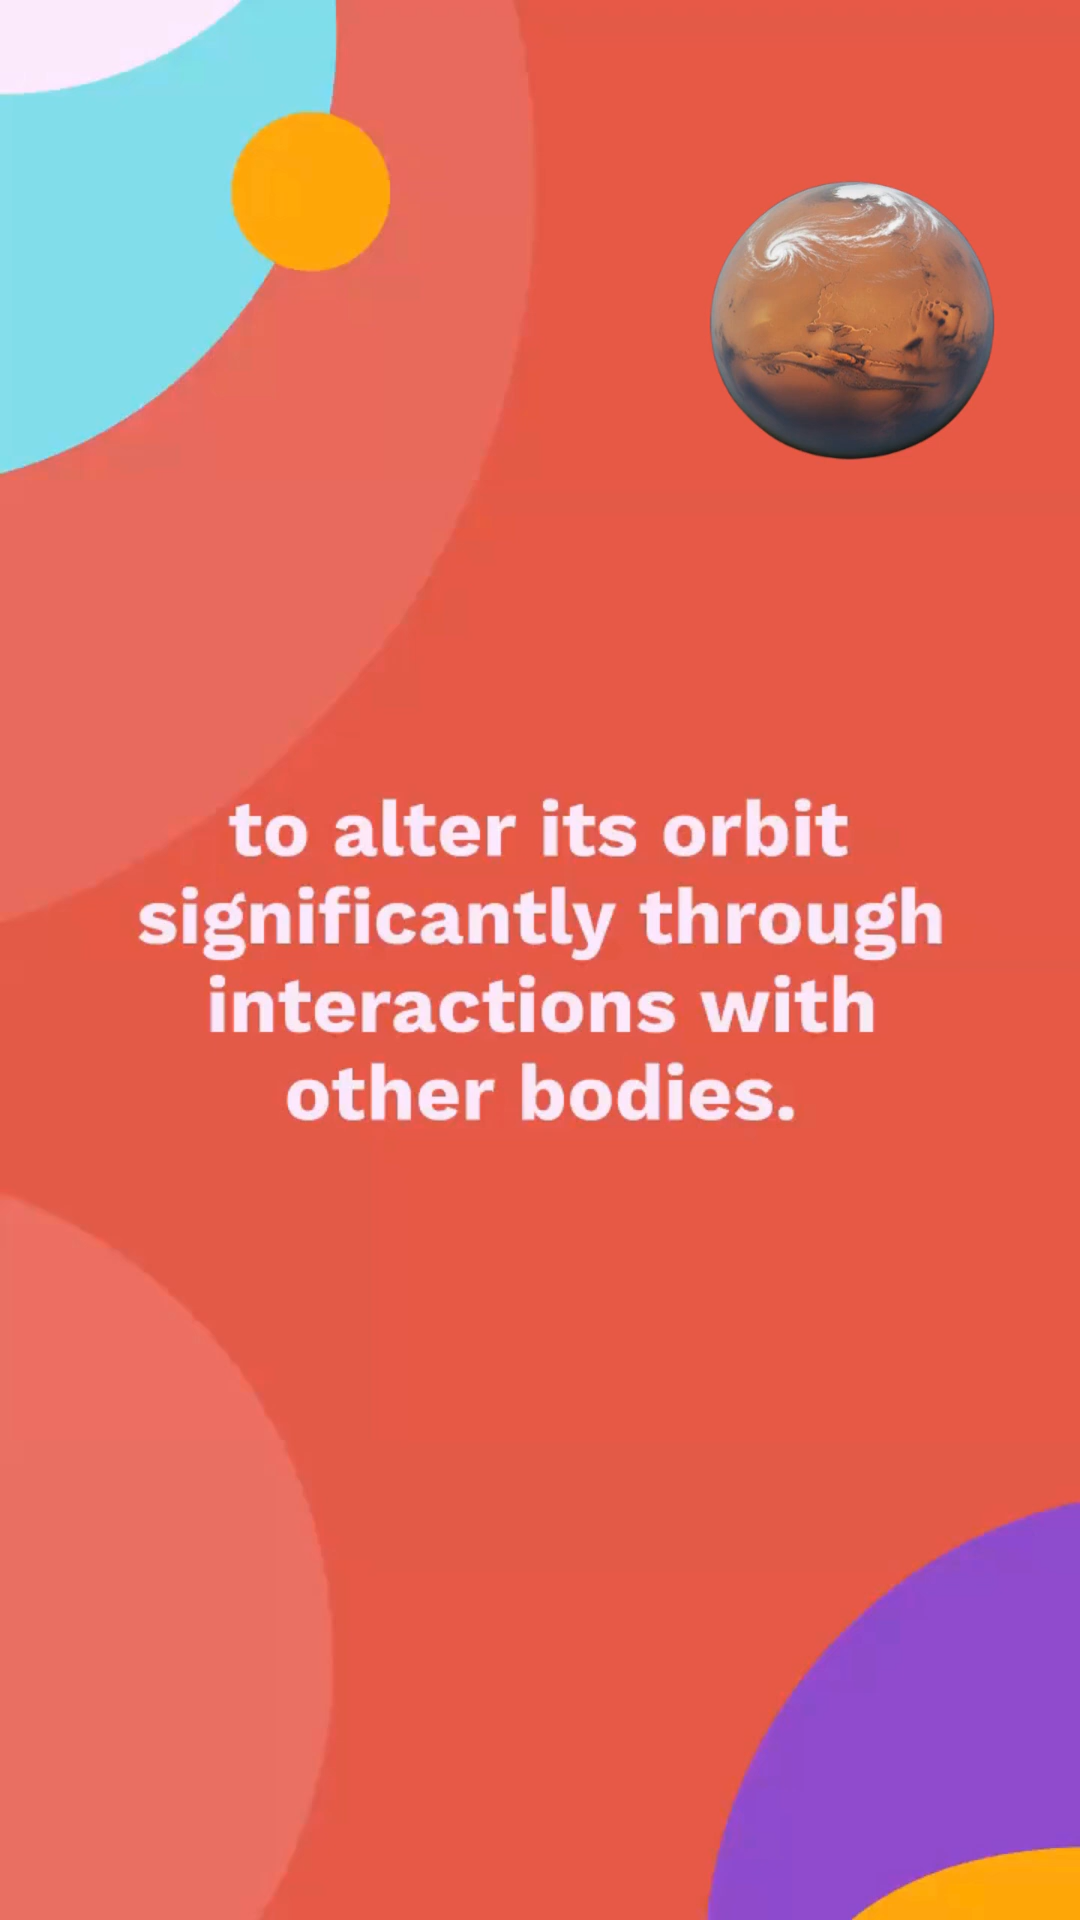 to alter its orbit
significantly through
interactions with
other bodies.